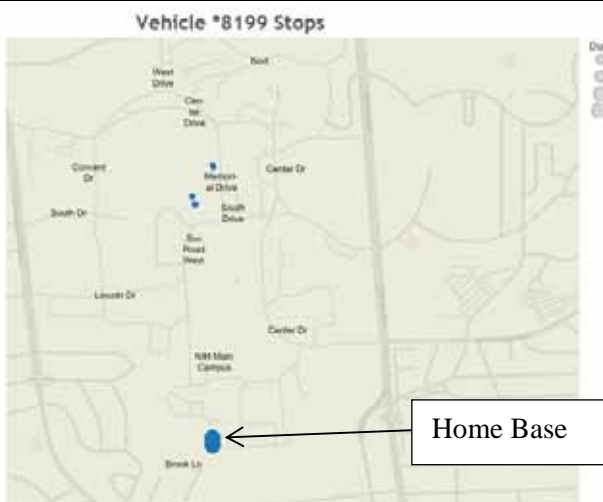 Vehicle *8199 Stops
Du
West
Drive
Cen-
ter
Drive
Convent
Dr
Memori-
al Drive
Center Dr
South Dr
South
Drive
Road
West
Lincoln Dr
Center Dr
NIH Main
Campus
Home Base
Brook Ln